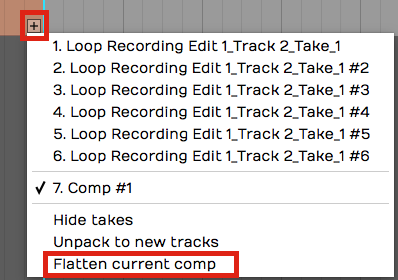 1. Loop Recording Edit 1_Track 2_Take_1
2. Loop Recording Edit 1_Track 2_Take_1 #2
3. Loop Recording Edit 1_Track 2_Take_1 #3
4. Loop Recording Edit 1_Track 2_Take_1 #4
5. Loop Recording Edit 1_Track 2_Take_1 #5
6. Loop Recording Edit 1_Track 2_Take_1 #6
✓ 7. Comp #1
Hide takes
Unpack to new tracks
Flatten current comp